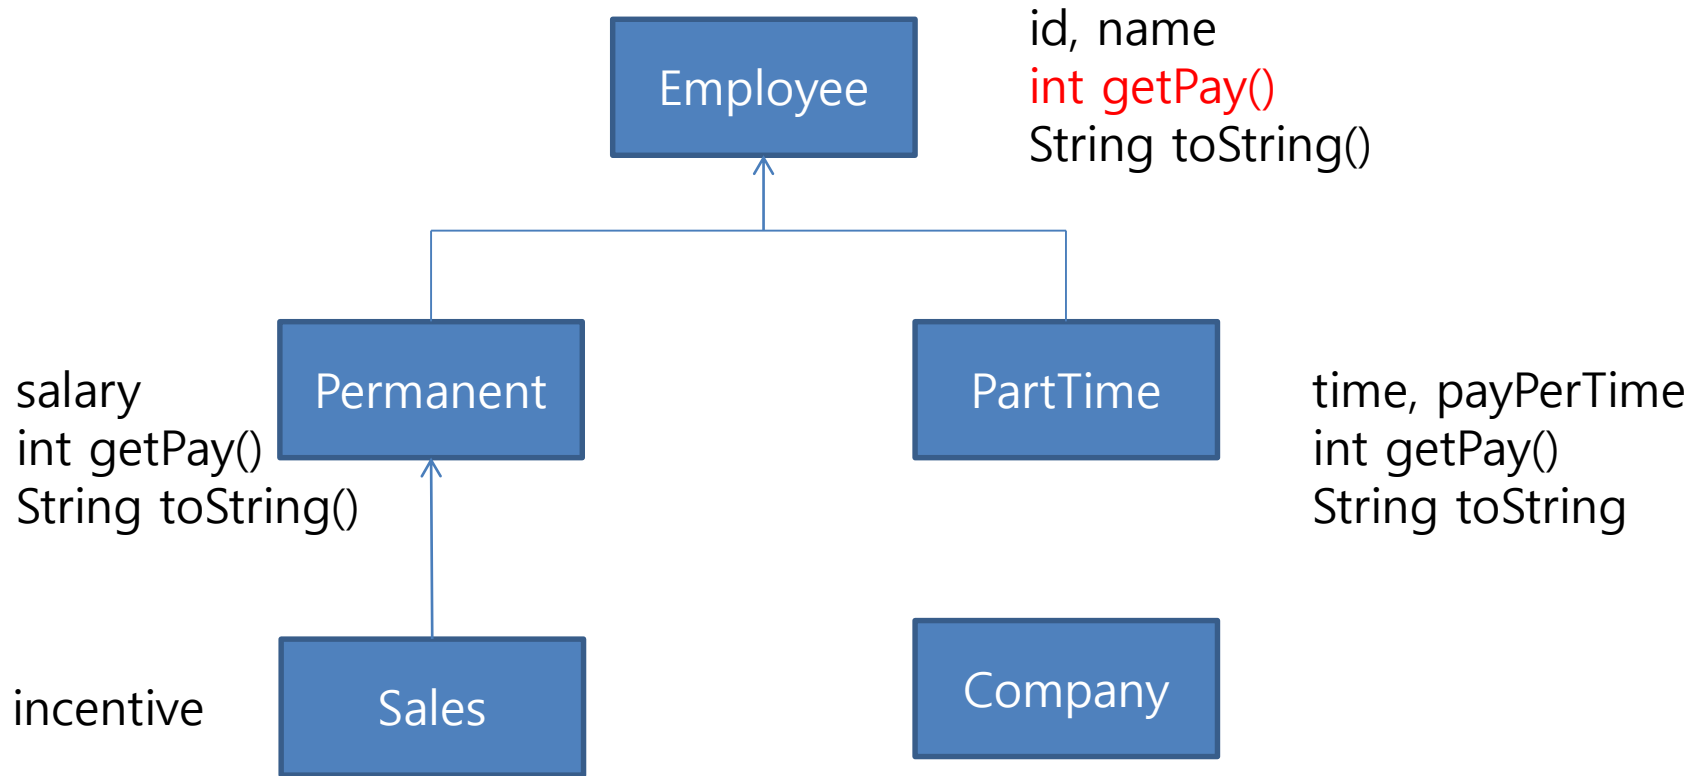 Employee
id, name
int getPay()
String toString()
salary
int getPay()
String toString()
Permanent
PartTime
time, payPerTime
int getPay()
String toString
incentive
Sales
Company